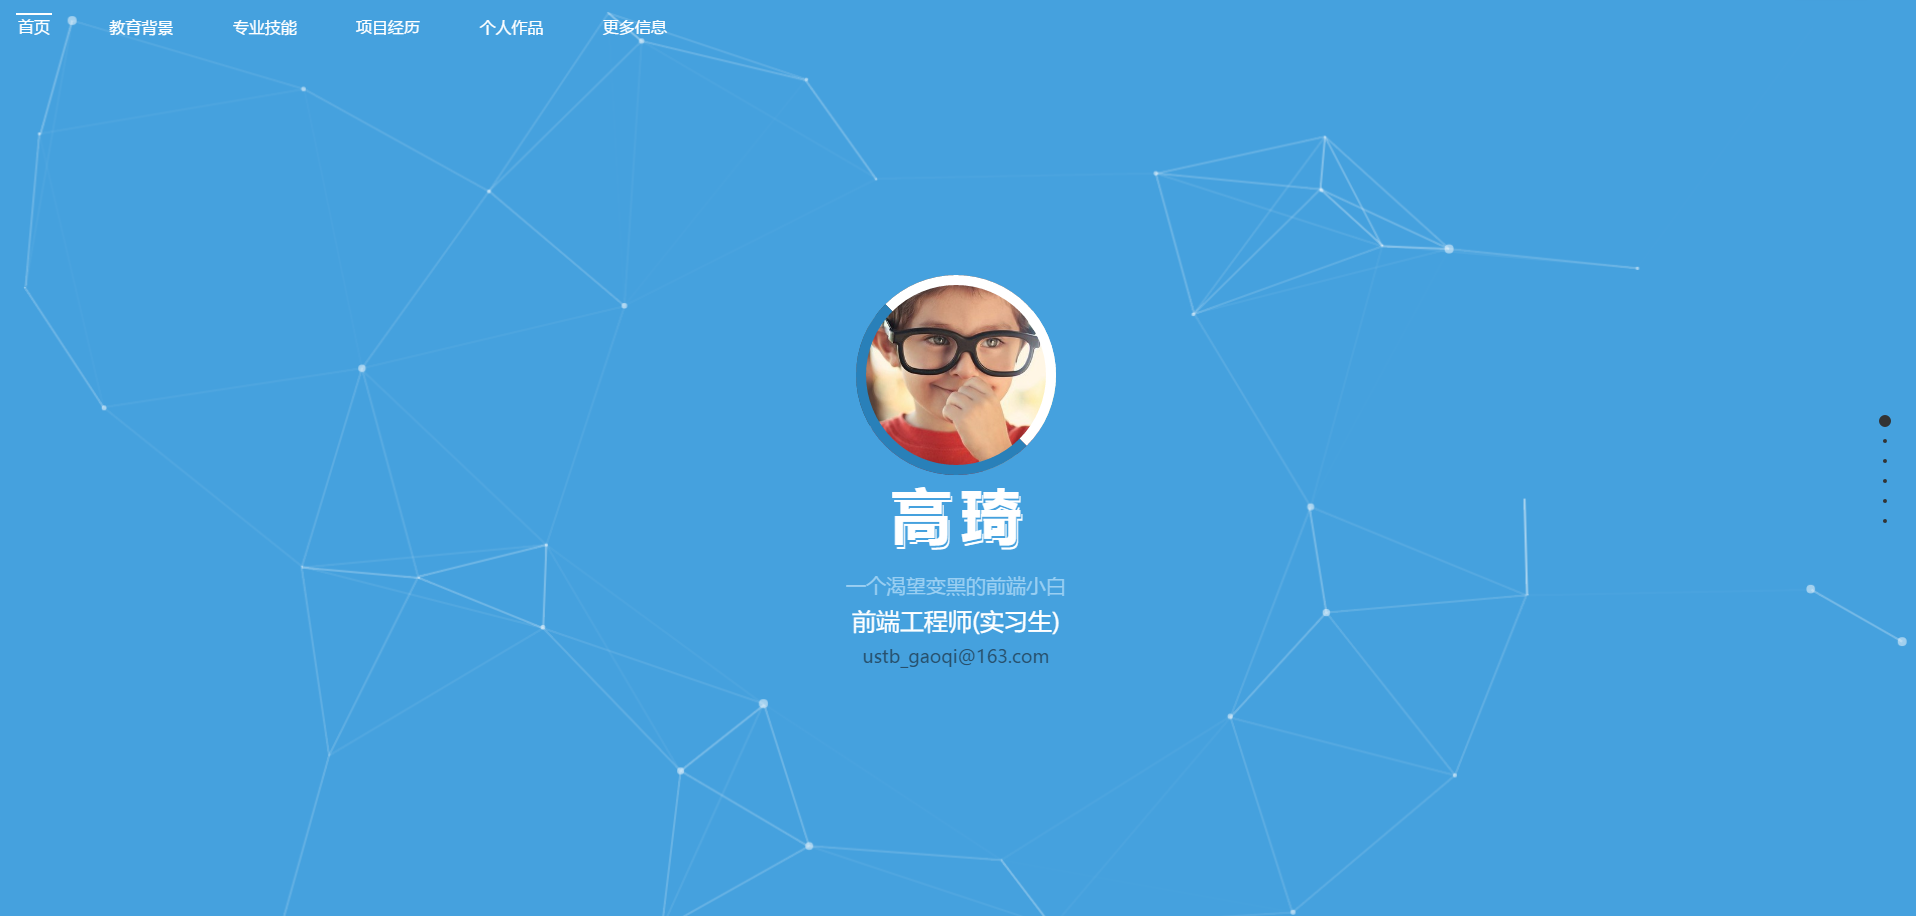 首页 教育背景 专业技能 项目经历 个人作品 更多信息
高琦
一个渴望变黑的前端小白
前端工程师(实习生)
ustb_gaoqi@163.com